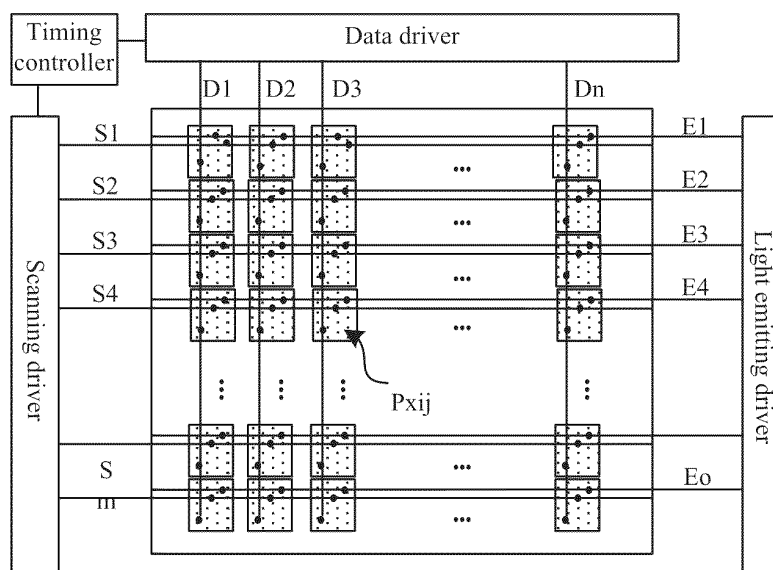 Timing
controller
Data driver
D1 D2 D3 Dn
S1 E1
S2 E2
S3 E3
S4 E4
... 
Pxij
S
m
Eo
Scanning driver
Light emitting driver